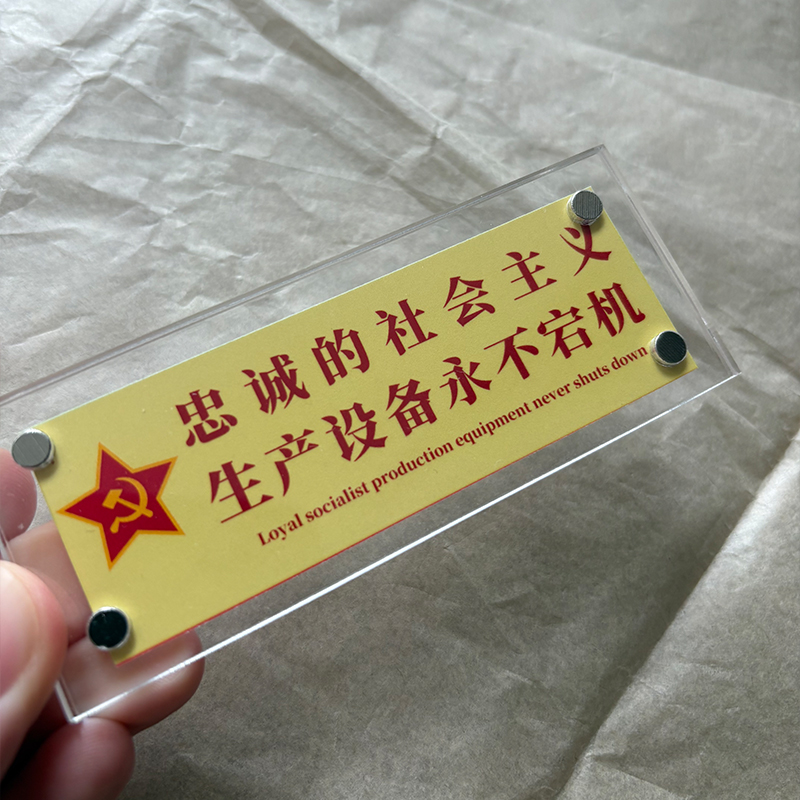 忠诚的社会主义
生产设备永不宕机
Loyal socialist production equipment never shuts down